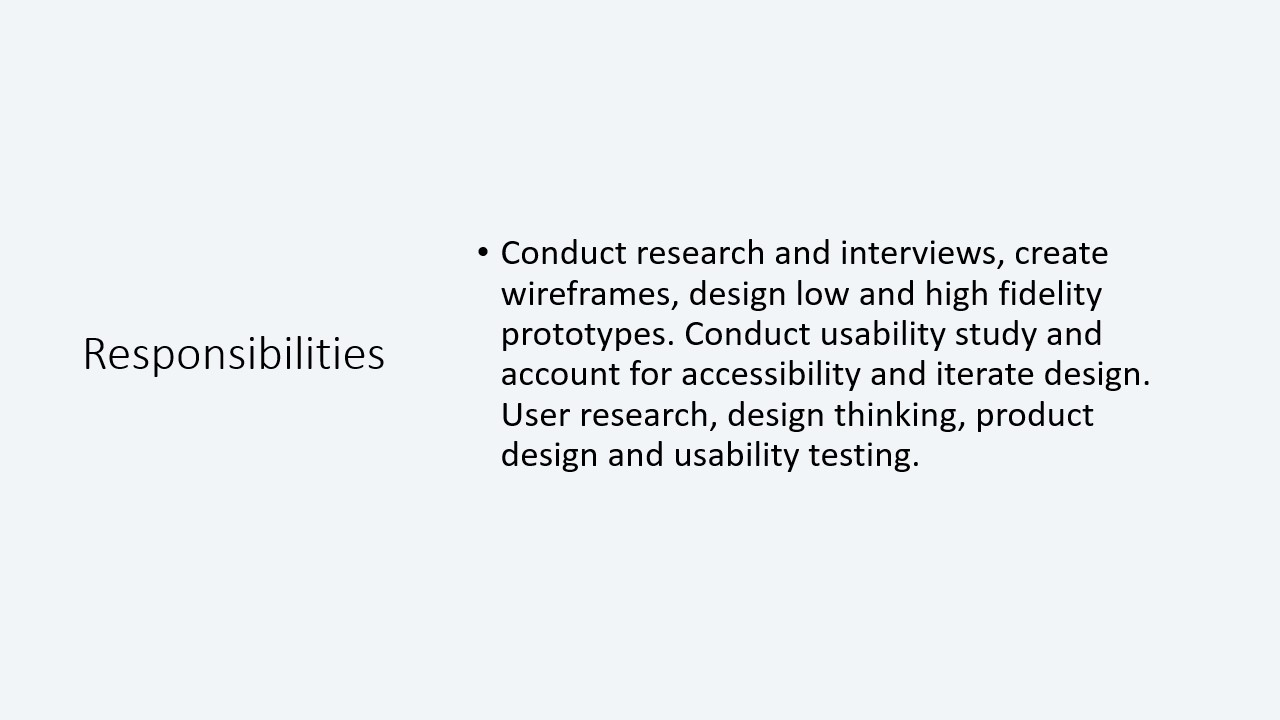 Responsibilities
• Conduct research and interviews, create
wireframes, design low and high fidelity
prototypes. Conduct usability study and
account for accessibility and iterate design.
User research, design thinking, product
design and usability testing.